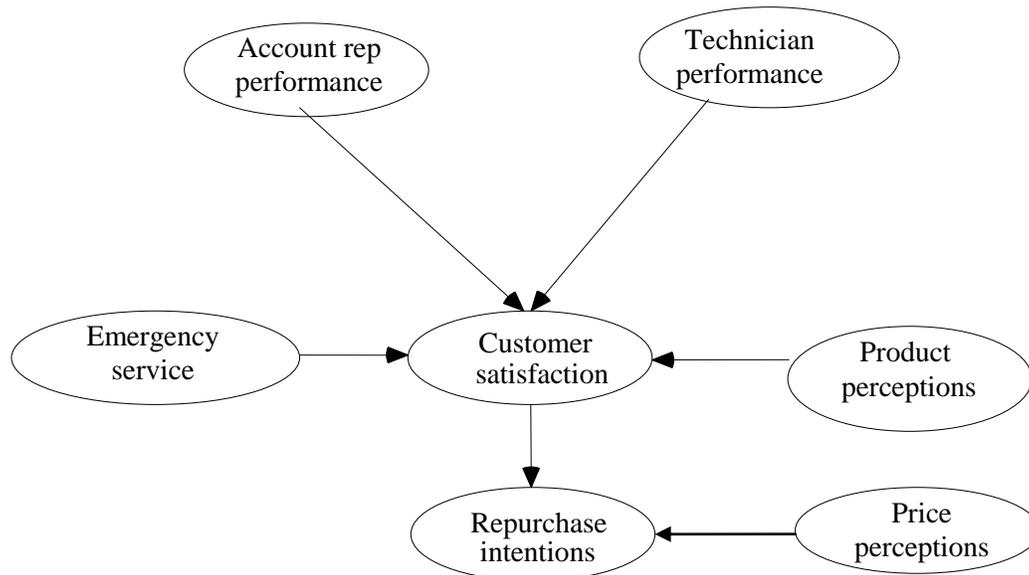 Account rep
performance
Technician
performance
Emergency
service
Customer
satisfaction
Product
perceptions
Repurchase
intentions
Price
perceptions